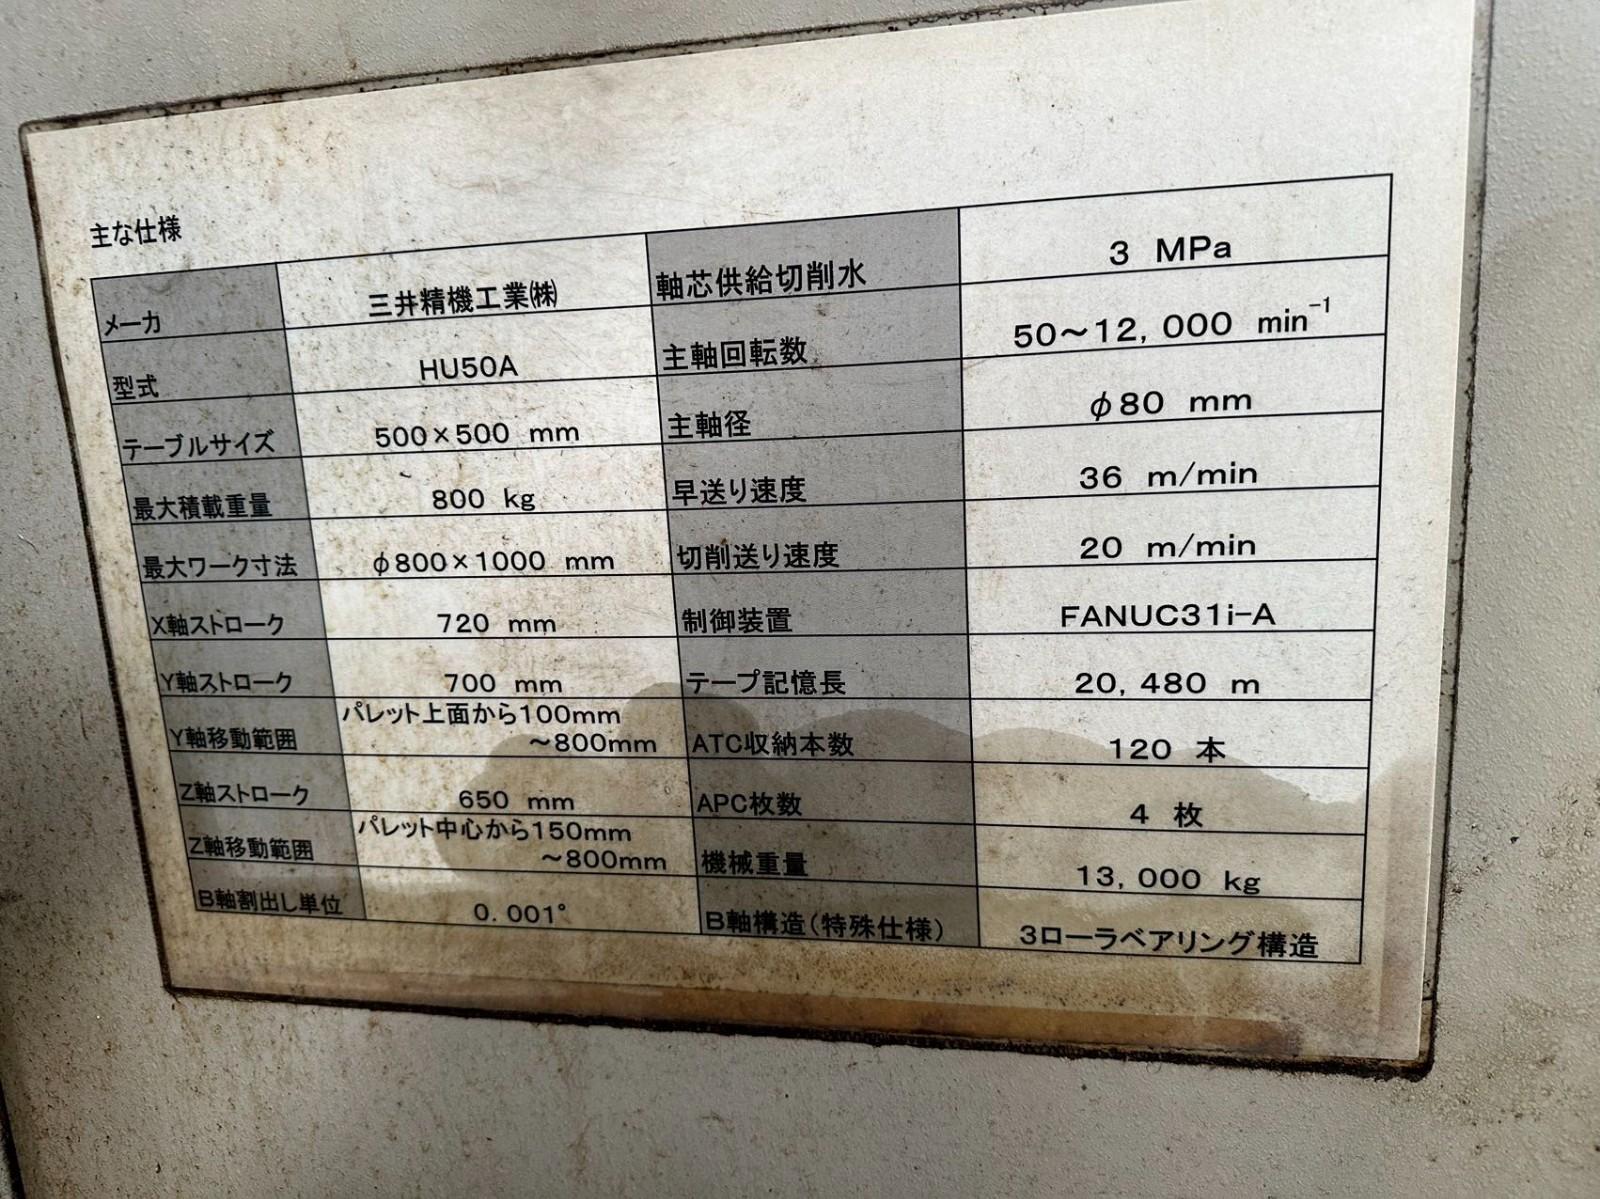 主な仕様
メーカ 三井精機工業㈱ 軸芯供給切削水 3 MPa
型式 HU50A 主軸回転数 50～12,000 min⁻¹
テーブルサイズ 500×500 mm 主軸径 φ80 mm
最大積載重量 800 kg 早送り速度 36 m/min
最大ワーク寸法 φ800×1000 mm 切削送り速度 20 m/min
X軸ストローク 720 mm 制御装置 FANUC31i-A
Y軸ストローク 700 mm テープ記憶長 20,480 m
Y軸移動範囲 パレット上面から100mm
～800mm ATC収納本数 120 本
Z軸ストローク 650 mm APC枚数 4 枚
Z軸移動範囲 パレット中心から150mm
～800mm 機械重量 13,000 kg
B軸割出し単位 0.001° B軸構造(特殊仕様) 3ローラベアリング構造